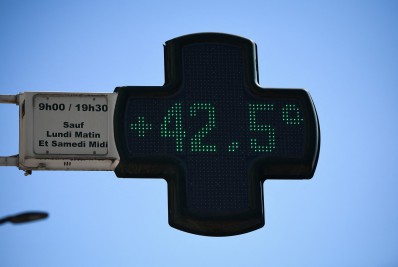 9h00 / 19h30
Sauf
Lundi Matin
Et Samedi Midi
+42.5°